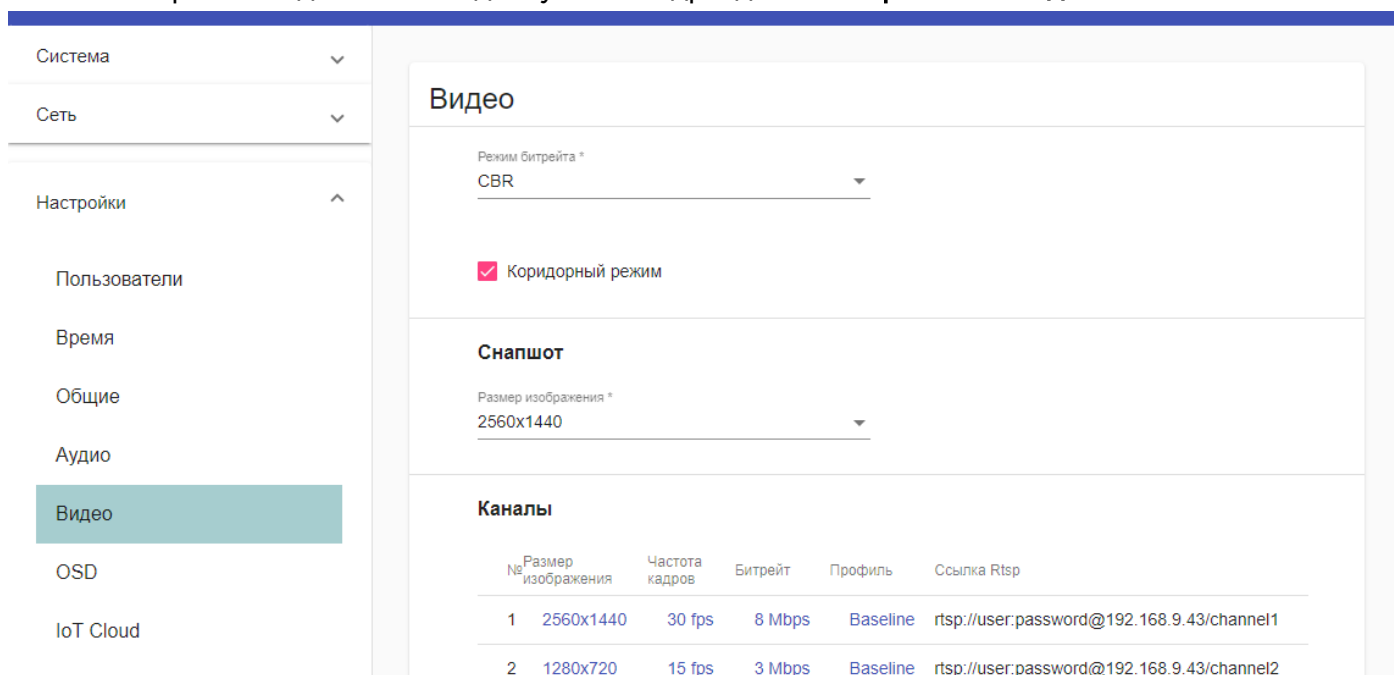 Система
Сеть
Настройки
Пользователи
Время
Общие
Аудио
Видео
OSD
IoT Cloud
Видео
Режим битрейта *
CBR
Коридорный режим
Снапшот
Размер изображения *
2560x1440
Каналы
№ Размер изображения Частота кадров Битрейт Профиль Ссылка Rtsp
1 2560x1440 30 fps 8 Mbps Baseline rtsp://user:password@192.168.9.43/channel1
2 1280x720 15 fps 3 Mbps Baseline rtsp://user:password@192.168.9.43/channel2